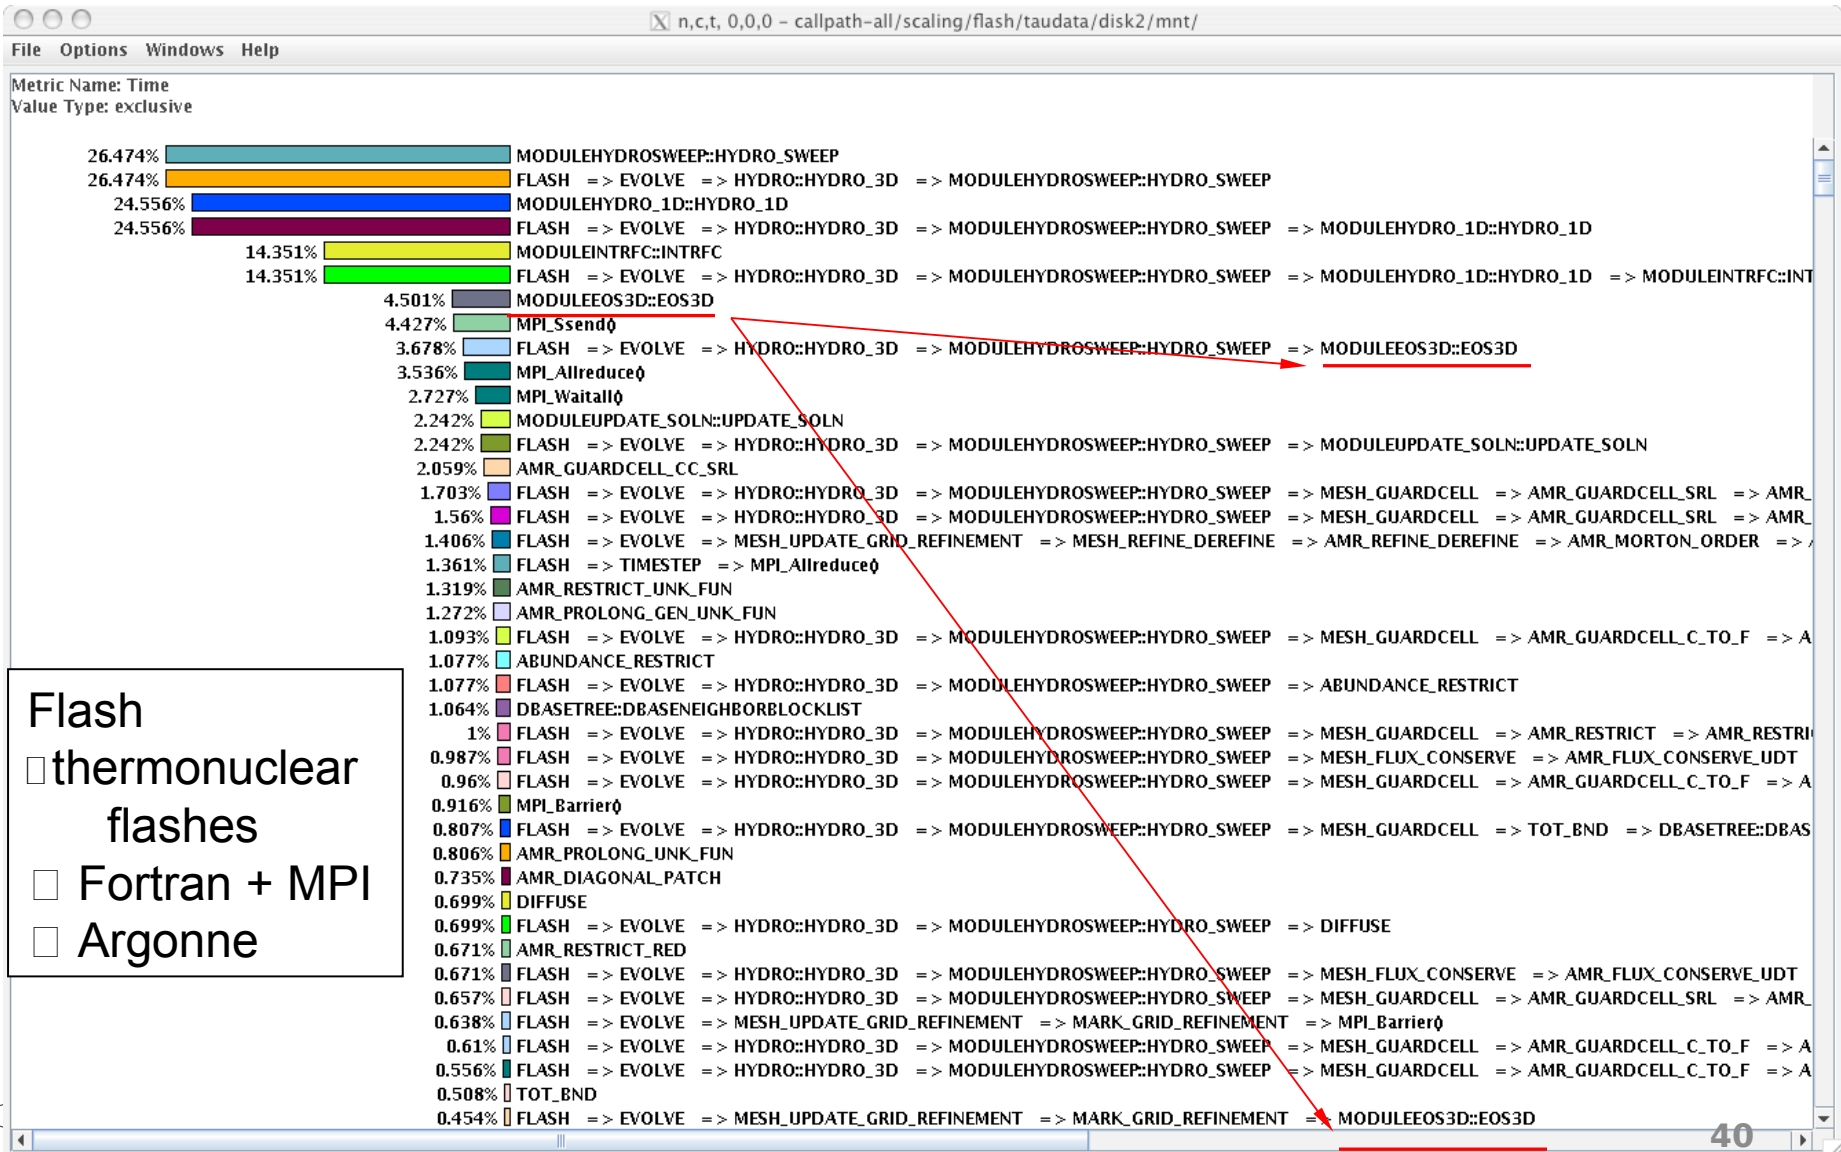 n,c,t, 0,0,0 – callpath-all/scaling/flash/taudata/disk2/mnt/
File Options Windows Help
Metric Name: Time
Value Type: exclusive
26.474% MODULEHYDROSWEEP::HYDRO_SWEEP
26.474% FLASH => EVOLVE => HYDRO::HYDRO_3D => MODULEHYDROSWEEP::HYDRO_SWEEP
24.556% MODULEHYDRO_1D::HYDRO_1D
24.556% FLASH => EVOLVE => HYDRO::HYDRO_3D => MODULEHYDROSWEEP::HYDRO_SWEEP => MODULEHYDRO_1D::HYDRO_1D
14.351% MODULEINTRFC::INTRFC
14.351% FLASH => EVOLVE => HYDRO::HYDRO_3D => MODULEHYDROSWEEP::HYDRO_SWEEP => MODULEHYDRO_1D::HYDRO_1D => MODULEINTRFC::INT
4.501% MODULEEOS3D::EOS3D
4.427% MPI_Ssend()
3.678% FLASH => EVOLVE => HYDRO::HYDRO_3D => MODULEHYDROSWEEP::HYDRO_SWEEP => MODULEEOS3D::EOS3D
3.536% MPI_Allreduce()
2.727% MPI_Waitall()
2.242% MODULEUPDATE_SOLN::UPDATE_SOLN
2.242% FLASH => EVOLVE => HYDRO::HYDRO_3D => MODULEHYDROSWEEP::HYDRO_SWEEP => MODULEUPDATE_SOLN::UPDATE_SOLN
2.059% AMR_GUARDCELL_CC_SRL
1.703% FLASH => EVOLVE => HYDRO::HYDRO_3D => MODULEHYDROSWEEP::HYDRO_SWEEP => MESH_GUARDCELL => AMR_GUARDCELL_SRL => AMR_
1.56% FLASH => EVOLVE => HYDRO::HYDRO_3D => MODULEHYDROSWEEP::HYDRO_SWEEP => MESH_GUARDCELL => AMR_GUARDCELL_SRL => AMR_
1.406% FLASH => EVOLVE => MESH_UPDATE_GRID_REFINEMENT => MESH_REFINE_DEREFINE => AMR_REFINE_DEREFINE => AMR_MORTON_ORDER =>
1.361% FLASH => TIMESTEP => MPI_Allreduce()
1.319% AMR_RESTRICT_UNK_FUN
1.272% AMR_PROLONG_GEN_UNK_FUN
1.093% FLASH => EVOLVE => HYDRO::HYDRO_3D => MODULEHYDROSWEEP::HYDRO_SWEEP => MESH_GUARDCELL => AMR_GUARDCELL_C_TO_F => A
1.077% ABUNDANCE_RESTRICT
1.077% FLASH => EVOLVE => HYDRO::HYDRO_3D => MODULEHYDROSWEEP::HYDRO_SWEEP => ABUNDANCE_RESTRICT
1.064% DBASETREE::DBASENEIGHBORBLOCKLIST
1% FLASH => EVOLVE => HYDRO::HYDRO_3D => MODULEHYDROSWEEP::HYDRO_SWEEP => MESH_GUARDCELL => AMR_RESTRICT => AMR_RESTRI
0.987% FLASH => EVOLVE => HYDRO::HYDRO_3D => MODULEHYDROSWEEP::HYDRO_SWEEP => MESH_FLUX_CONSERVE => AMR_FLUX_CONSERVE_UDT
0.96% FLASH => EVOLVE => HYDRO::HYDRO_3D => MODULEHYDROSWEEP::HYDRO_SWEEP => MESH_GUARDCELL => AMR_GUARDCELL_C_TO_F => A
0.916% MPI_Barrier()
0.807% FLASH => EVOLVE => HYDRO::HYDRO_3D => MODULEHYDROSWEEP::HYDRO_SWEEP => MESH_GUARDCELL => TOT_BND => DBASETREE::DBAS
0.806% AMR_PROLONG_UNK_FUN
0.735% AMR_DIAGONAL_PATCH
0.699% DIFFUSE
0.699% FLASH => EVOLVE => HYDRO::HYDRO_3D => MODULEHYDROSWEEP::HYDRO_SWEEP => DIFFUSE
0.671% AMR_RESTRICT_RED
0.671% FLASH => EVOLVE => HYDRO::HYDRO_3D => MODULEHYDROSWEEP::HYDRO_SWEEP => MESH_FLUX_CONSERVE => AMR_FLUX_CONSERVE_UDT
0.657% FLASH => EVOLVE => HYDRO::HYDRO_3D => MODULEHYDROSWEEP::HYDRO_SWEEP => MESH_GUARDCELL => AMR_GUARDCELL_SRL => AMR_
0.638% FLASH => EVOLVE => MESH_UPDATE_GRID_REFINEMENT => MARK_GRID_REFINEMENT => MPI_Barrier()
0.61% FLASH => EVOLVE => HYDRO::HYDRO_3D => MODULEHYDROSWEEP::HYDRO_SWEEP => MESH_GUARDCELL => AMR_GUARDCELL_C_TO_F => A
0.556% FLASH => EVOLVE => HYDRO::HYDRO_3D => MODULEHYDROSWEEP::HYDRO_SWEEP => MESH_GUARDCELL => AMR_GUARDCELL_C_TO_F => A
0.508% TOT_BND
0.454% FLASH => EVOLVE => MESH_UPDATE_GRID_REFINEMENT => MARK_GRID_REFINEMENT => MODULEEOS3D::EOS3D
Flash
thermonuclear
flashes
Fortran + MPI
Argonne
40